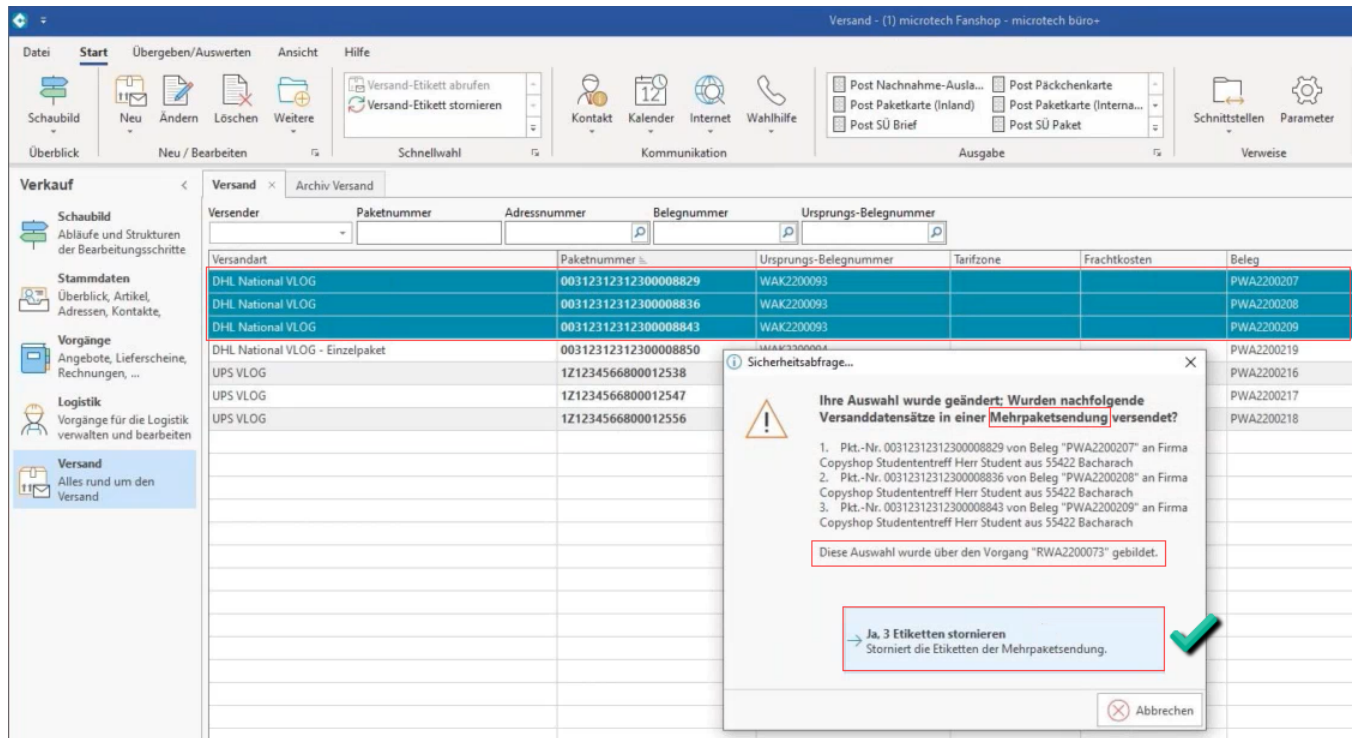 Versand - (1) microtech Fanshop - microtech büro+
Datei Start Übergeben/Auswerten Ansicht Hilfe
Schaubild
Überblick
Neu Ändern Löschen Weitere
Neu / Bearbeiten
Versand-Etikett abrufen
Versand-Etikett stornieren
Schnellwahl
Kontakt Kalender Internet Wahlhilfe
12
Kommunikation
Post Nachnahme-Ausla... Post Päckchenkarte
Post Paketkarte (Inland) Post Paketkarte (Interna...
Post SÜ Brief Post SÜ Paket
Ausgabe
Schnittstellen Parameter
Verweise
Verkauf
Schaubild
Abläufe und Strukturen
der Bearbeitungsschritte
Stammdaten
Überblick, Artikel,
Adressen, Kontakte,
Vorgänge
Angebote, Lieferscheine,
Rechnungen, ...
Logistik
Vorgänge für die Logistik
verwalten und bearbeiten
Versand
Alles rund um den
Versand
Versand × Archiv Versand
Versender Paketnummer Adressnummer Belegnummer Ursprungs-Belegnummer
Versandart Paketnummer Ursprungs-Belegnummer Tarifzone Frachtkosten Beleg
DHL National VLOG 00312312312300008829 WAK2200093 PWA2200207
DHL National VLOG 00312312312300008836 WAK2200093 PWA2200208
DHL National VLOG 00312312312300008843 WAK2200093 PWA2200209
DHL National VLOG - Einzelpaket 00312312312300008850 PWA2200219
UPS VLOG 1Z1234566800012538 PWA2200216
UPS VLOG 1Z1234566800012547 PWA2200217
UPS VLOG 1Z1234566800012556 PWA2200218
Sicherheitsabfrage...
Ihre Auswahl wurde geändert; Wurden nachfolgende
Versanddatensätze in einer Mehrpaketsendung versendet?
1. Pkt.-Nr. 00312312312300008829 von Beleg "PWA2200207" an Firma
Copyshop Studententreff Herr Student aus 55422 Bacharach
2. Pkt.-Nr. 00312312312300008836 von Beleg "PWA2200208" an Firma
Copyshop Studententreff Herr Student aus 55422 Bacharach
3. Pkt.-Nr. 00312312312300008843 von Beleg "PWA2200209" an Firma
Copyshop Studententreff Herr Student aus 55422 Bacharach
Diese Auswahl wurde über den Vorgang "RWA2200073" gebildet.
Ja, 3 Etiketten stornieren
Storniert die Etiketten der Mehrpaketsendung.
Abbrechen